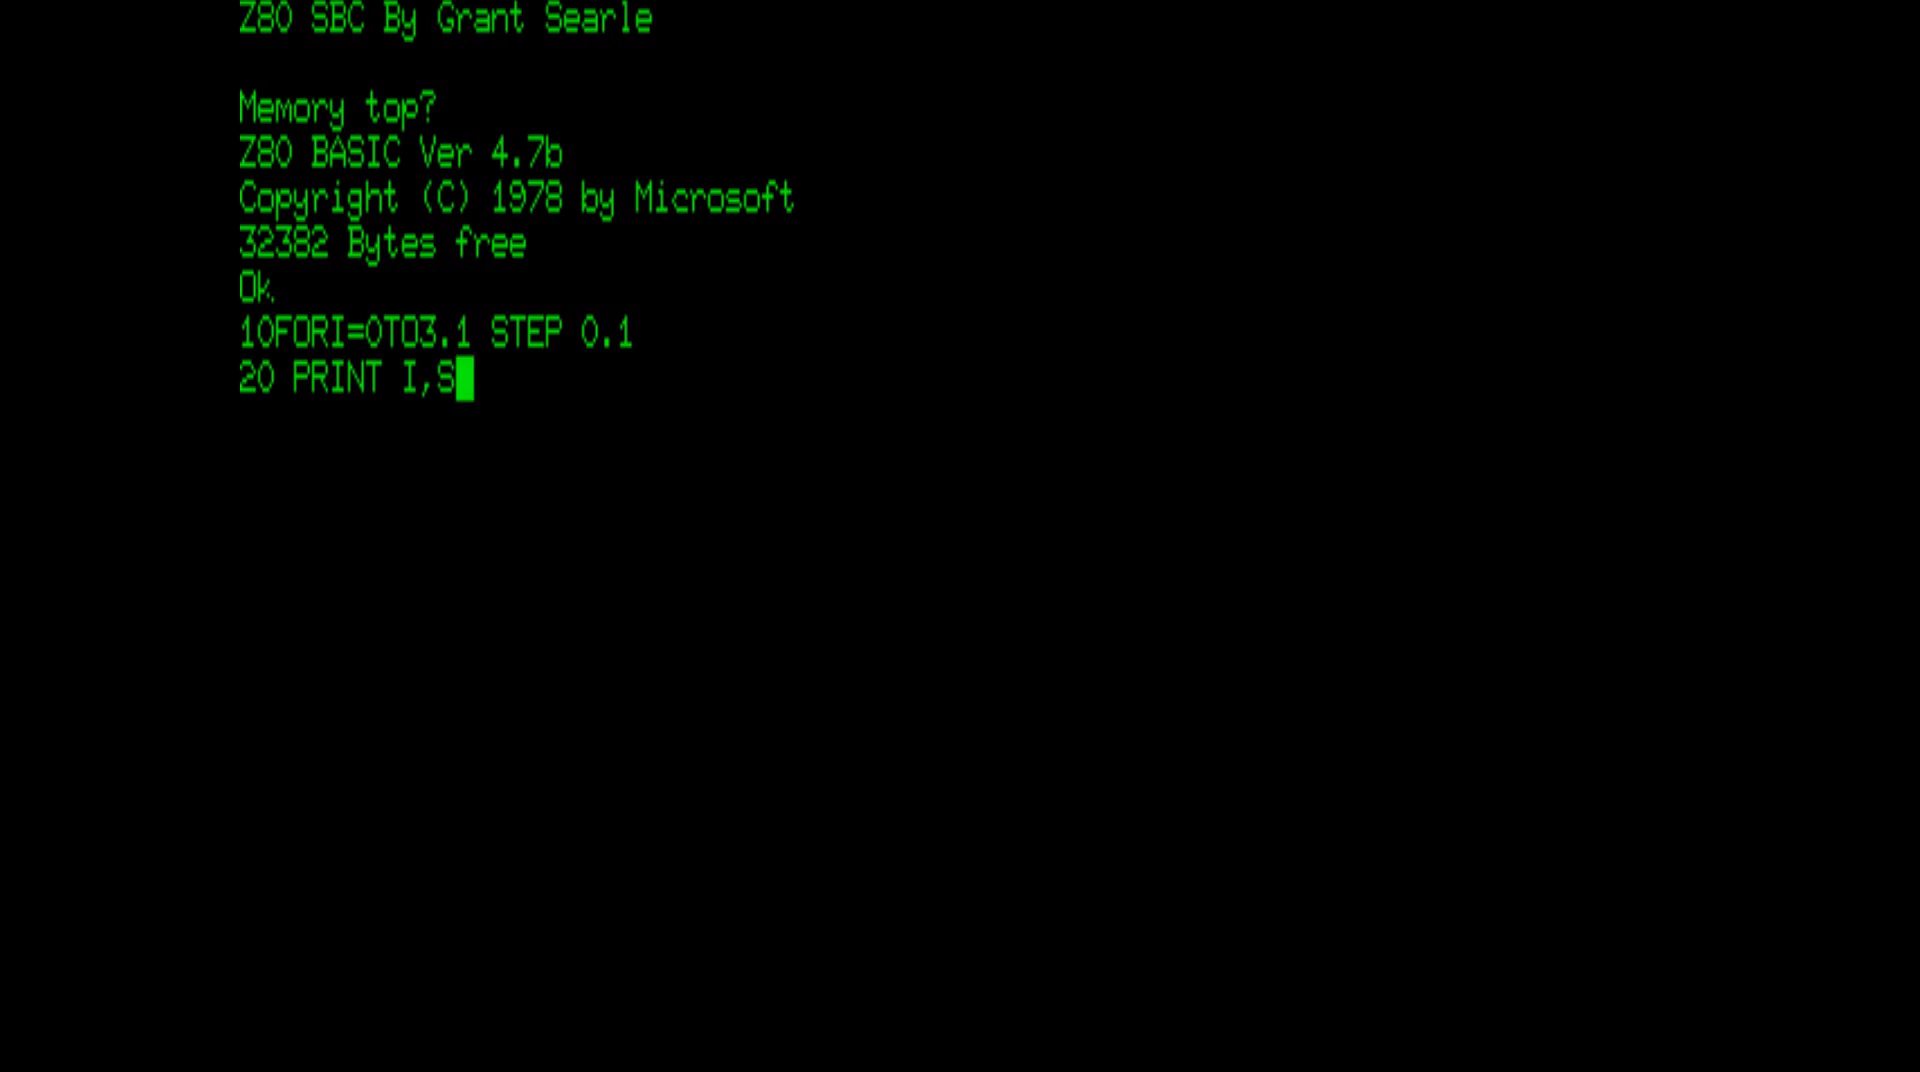 Z80 SBC By Grant Searle
Memory top?
Z80 BASIC Ver 4.7b
Copyright (C) 1978 by Microsoft
32382 Bytes free
Ok
10FORI=0TO3.1 STEP 0.1
20 PRINT I,S